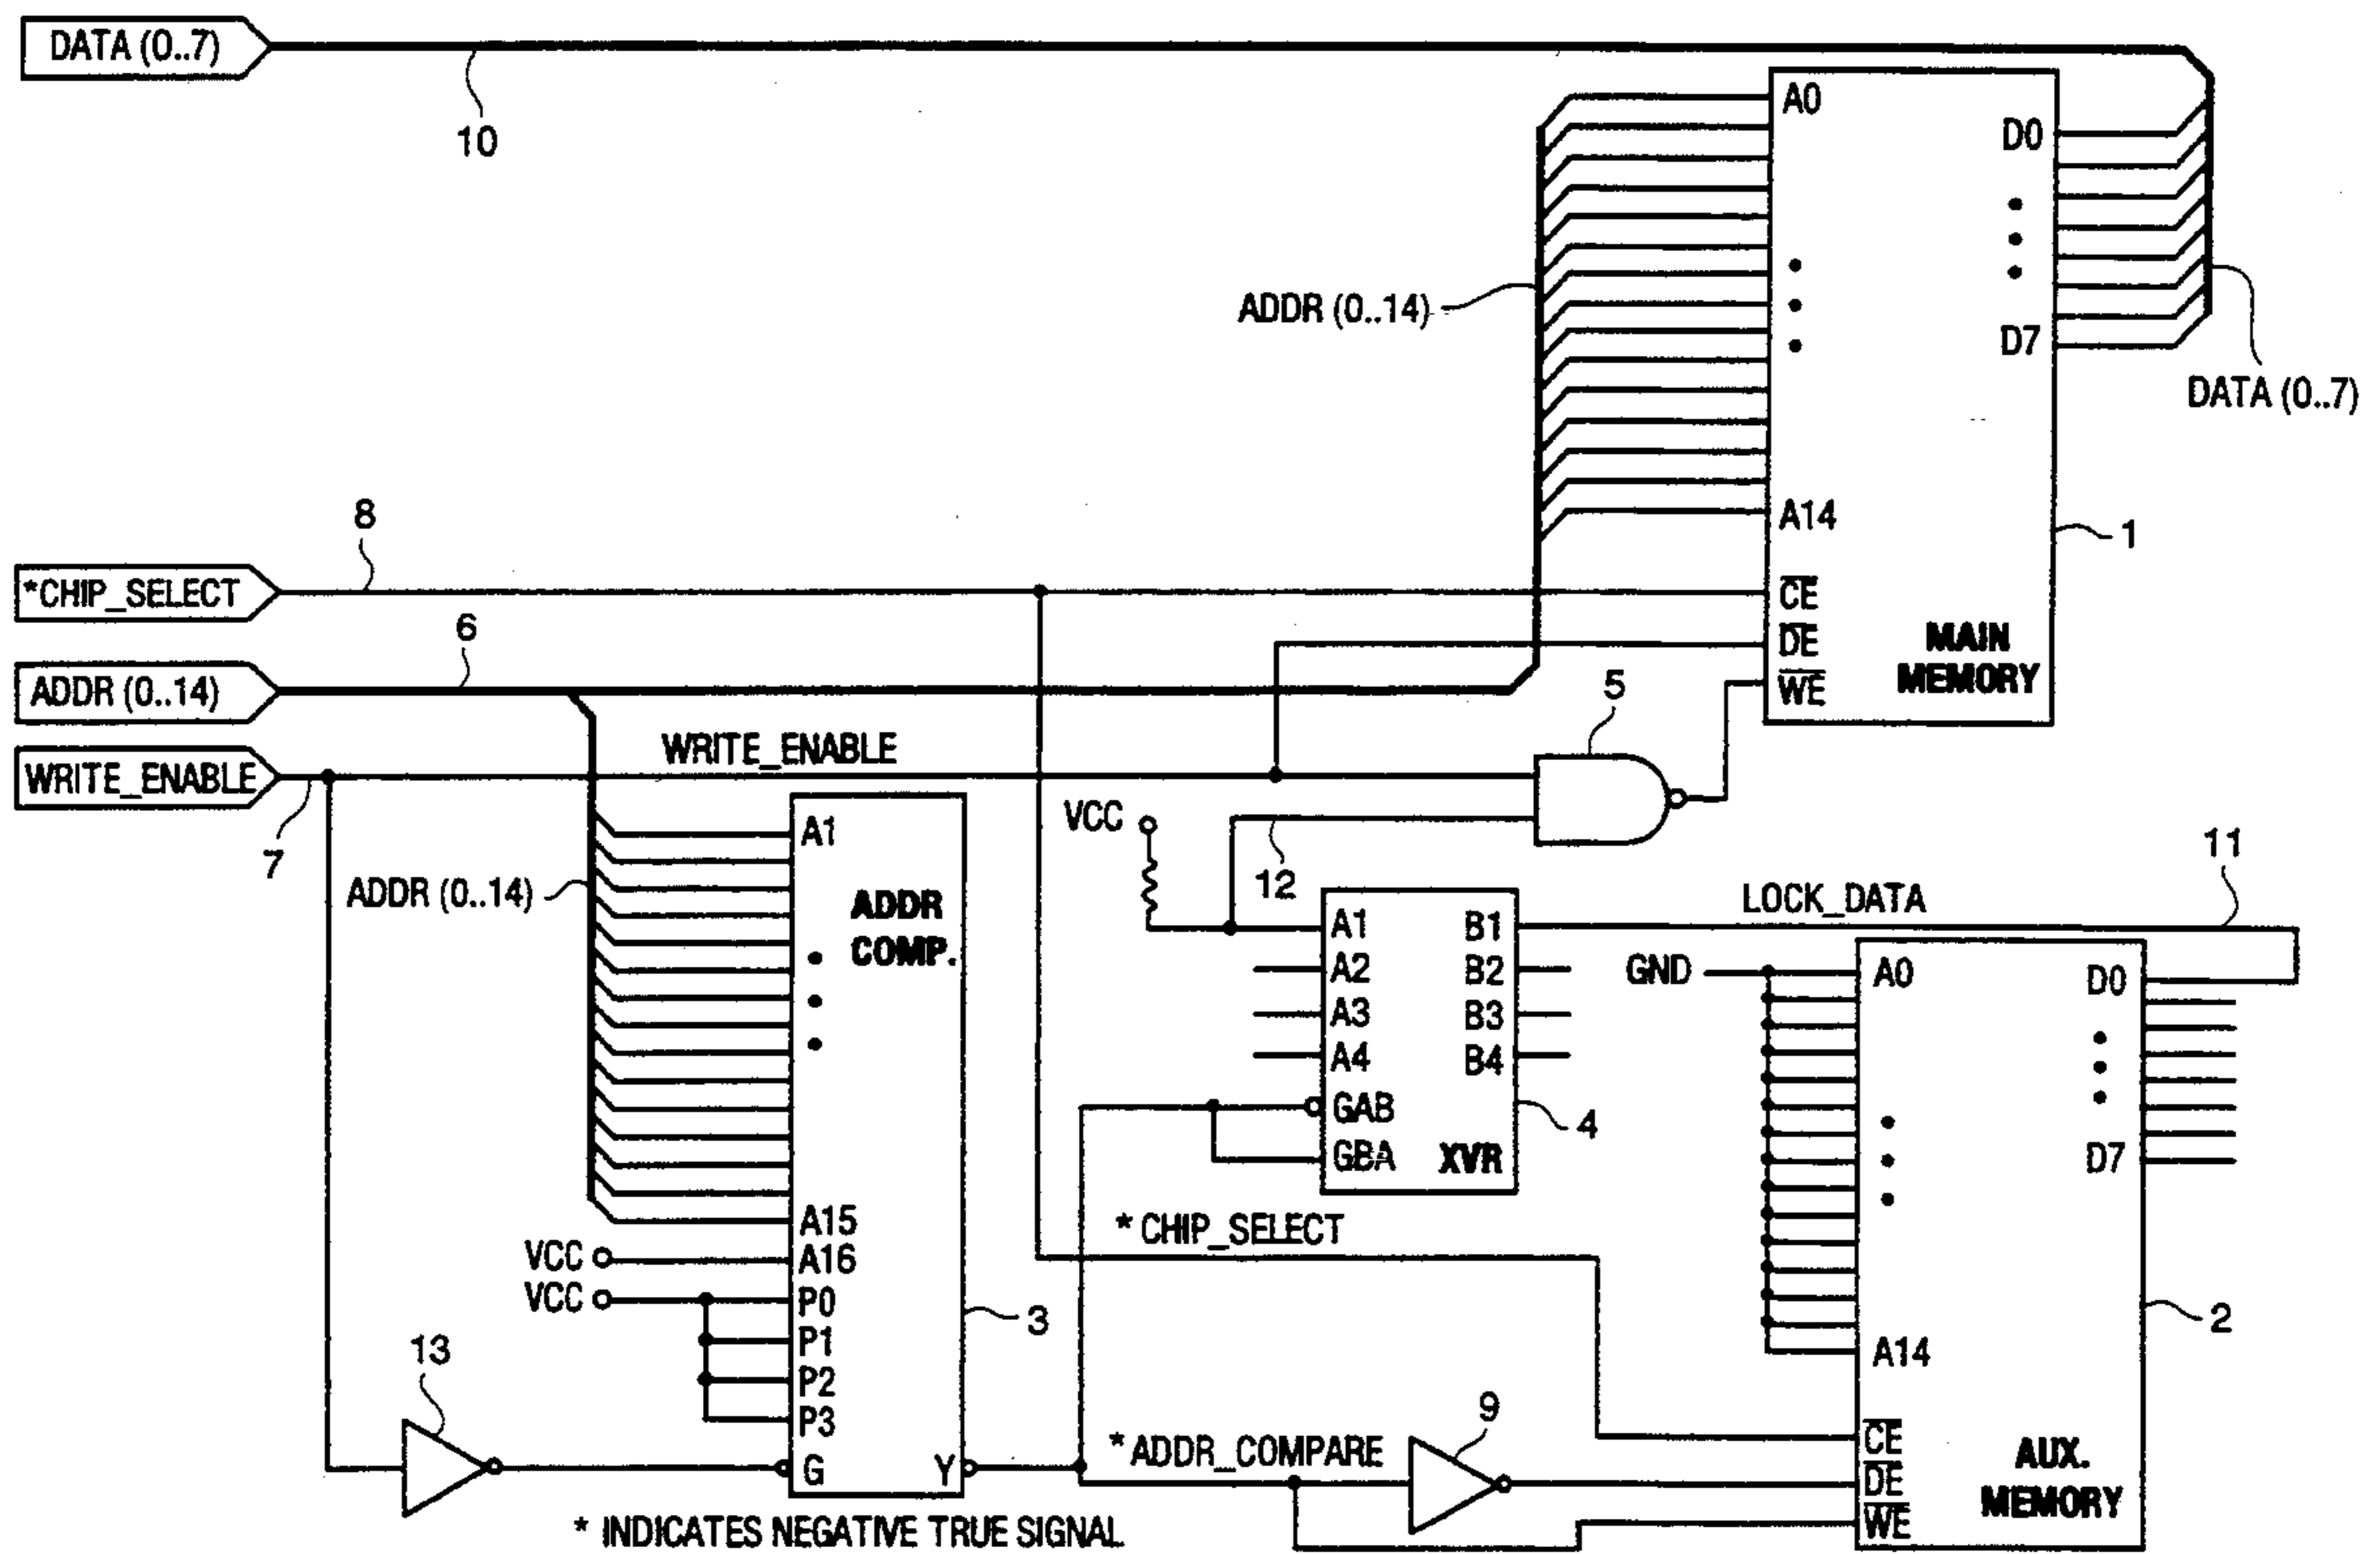 DATA (0..7)
10
A0
D0
ADDR (0..14)
D7
DATA (0..7)
A14
1
8
*CHIP_SELECT
CE
6
DE
MAIN
MEMORY
ADDR (0..14)
WE
5
WRITE_ENABLE
WRITE_ENABLE
7
VCC
A1
12
11
ADDR (0..14)
ADDR
COMP.
LOCK_DATA
A1
B1
A2
B2
GND
A0
D0
A3
B3
A4
B4
GAB
4
GBA
XVR
D7
A15
*CHIP_SELECT
VCC
A16
VCC
P0
3
2
P1
A14
13
P2
P3
9
*ADDR_COMPARE
CE
G
Y
DE
AUX.
MEMORY
WE
* INDICATES NEGATIVE TRUE SIGNAL